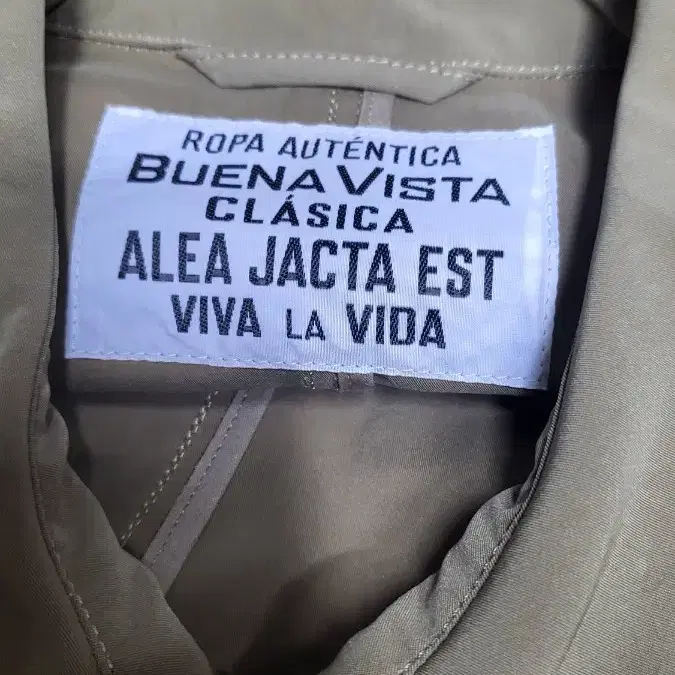 ROPA AUTÉNTICA
BUENA VISTA
CLÁSICA
ALEA JACTA EST
VIVA LA VIDA